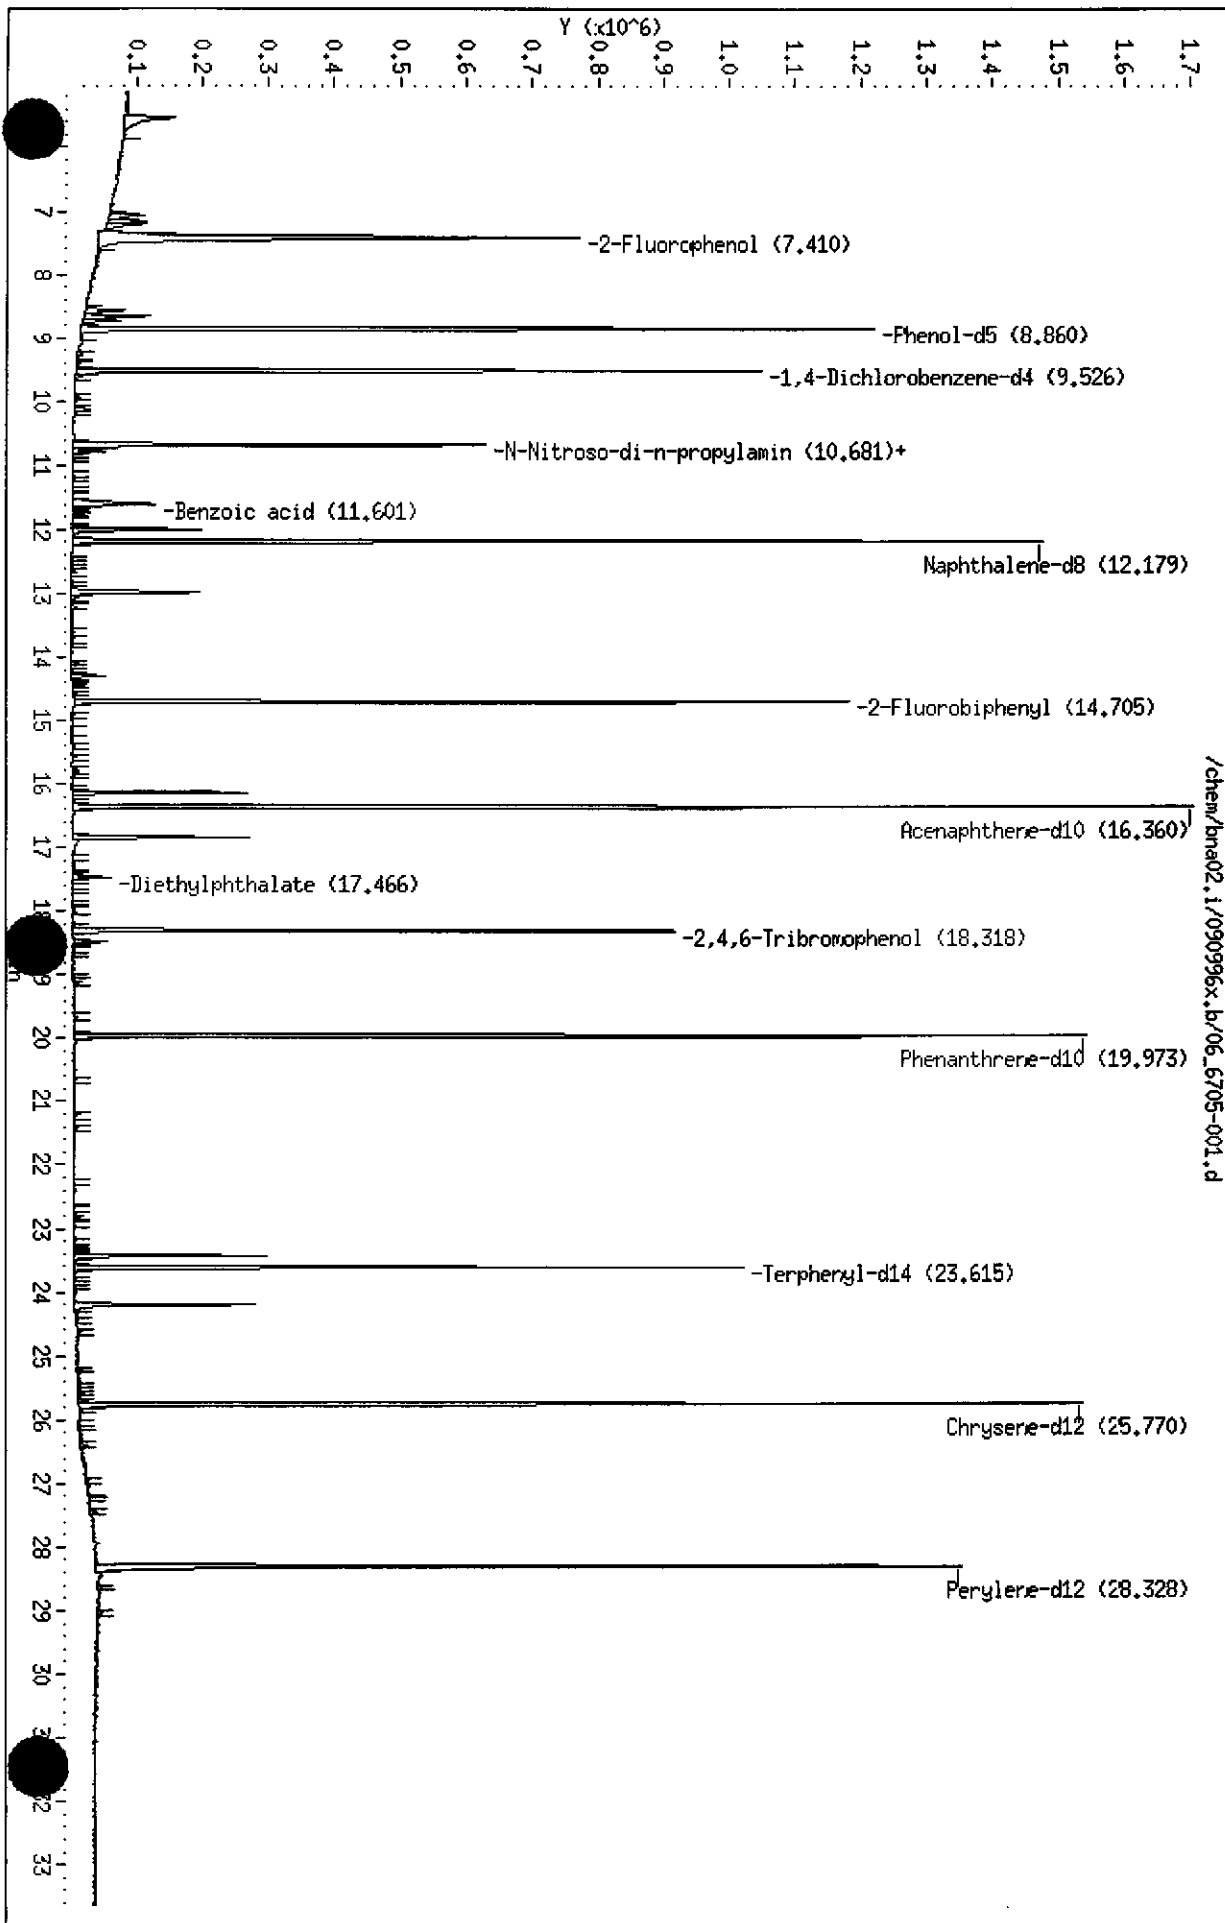 /chem/bna02.i/090996x.b/06_6705-001.d
Y (x10^6)
1.7
1.6
1.5
1.4
1.3
1.2
1.1
1.0
0.9
0.8
0.7
0.6
0.5
0.4
0.3
0.2
0.1
-2-Fluorophenol (7.410)
-Phenol-d5 (8.860)
-1,4-Dichlorobenzene-d4 (9.526)
-N-Nitroso-di-n-propylamin (10.681)+
-Benzoic acid (11.601)
Naphthalene-d8 (12.179)
-2-Fluorobiphenyl (14.705)
Acenaphthene-d10 (16.360)
-Diethylphthalate (17.466)
-2,4,6-Tribromophenol (18.318)
Phenanthrene-d10 (19.973)
-Terphenyl-d14 (23.615)
Chrysene-d12 (25.770)
Perylene-d12 (28.328)
7 8 9 10 11 12 13 14 15 16 17 18 20 21 22 23 24 25 26 27 28 29 30 33